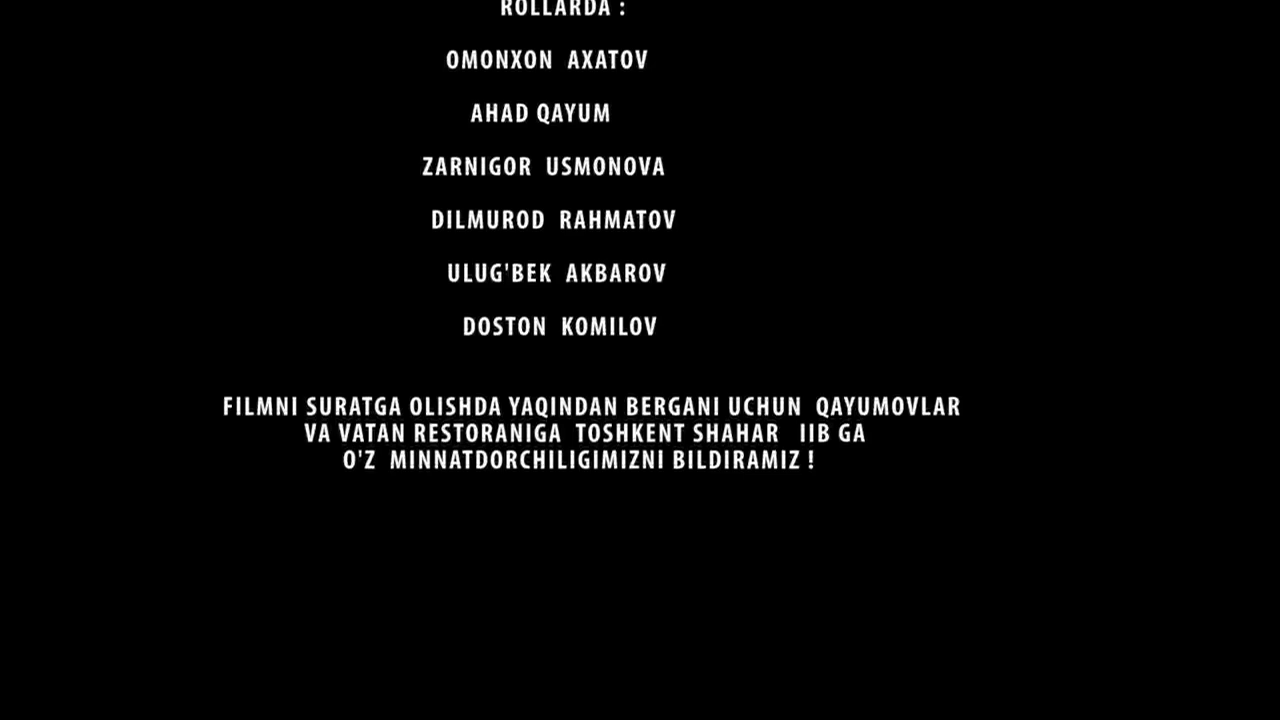 ROLLARDA :
OMONXON AXATOV
AHAD QAYUM
ZARNIGOR USMONOVA
DILMUROD RAHMATOV
ULUG'BEK AKBAROV
DOSTON KOMILOV
FILMNI SURATGA OLISHDA YAQINDAN BERGANI UCHUN QAYUMOVLAR
VA VATAN RESTORANIGA TOSHKENT SHAHAR IIB GA
O'Z MINNATDORCHILIGIMIZNI BILDIRAMIZ !